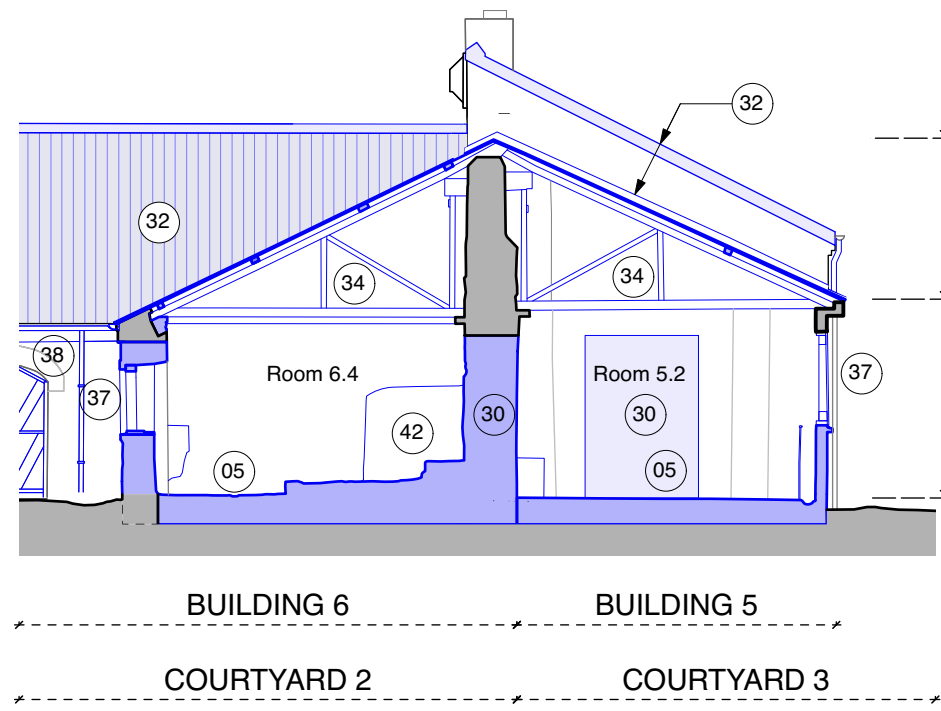 32
32
34
34
38
37
Room 6.4
Room 5.2
37
42
30
30
05
05
BUILDING 6
BUILDING 5
COURTYARD 2
COURTYARD 3